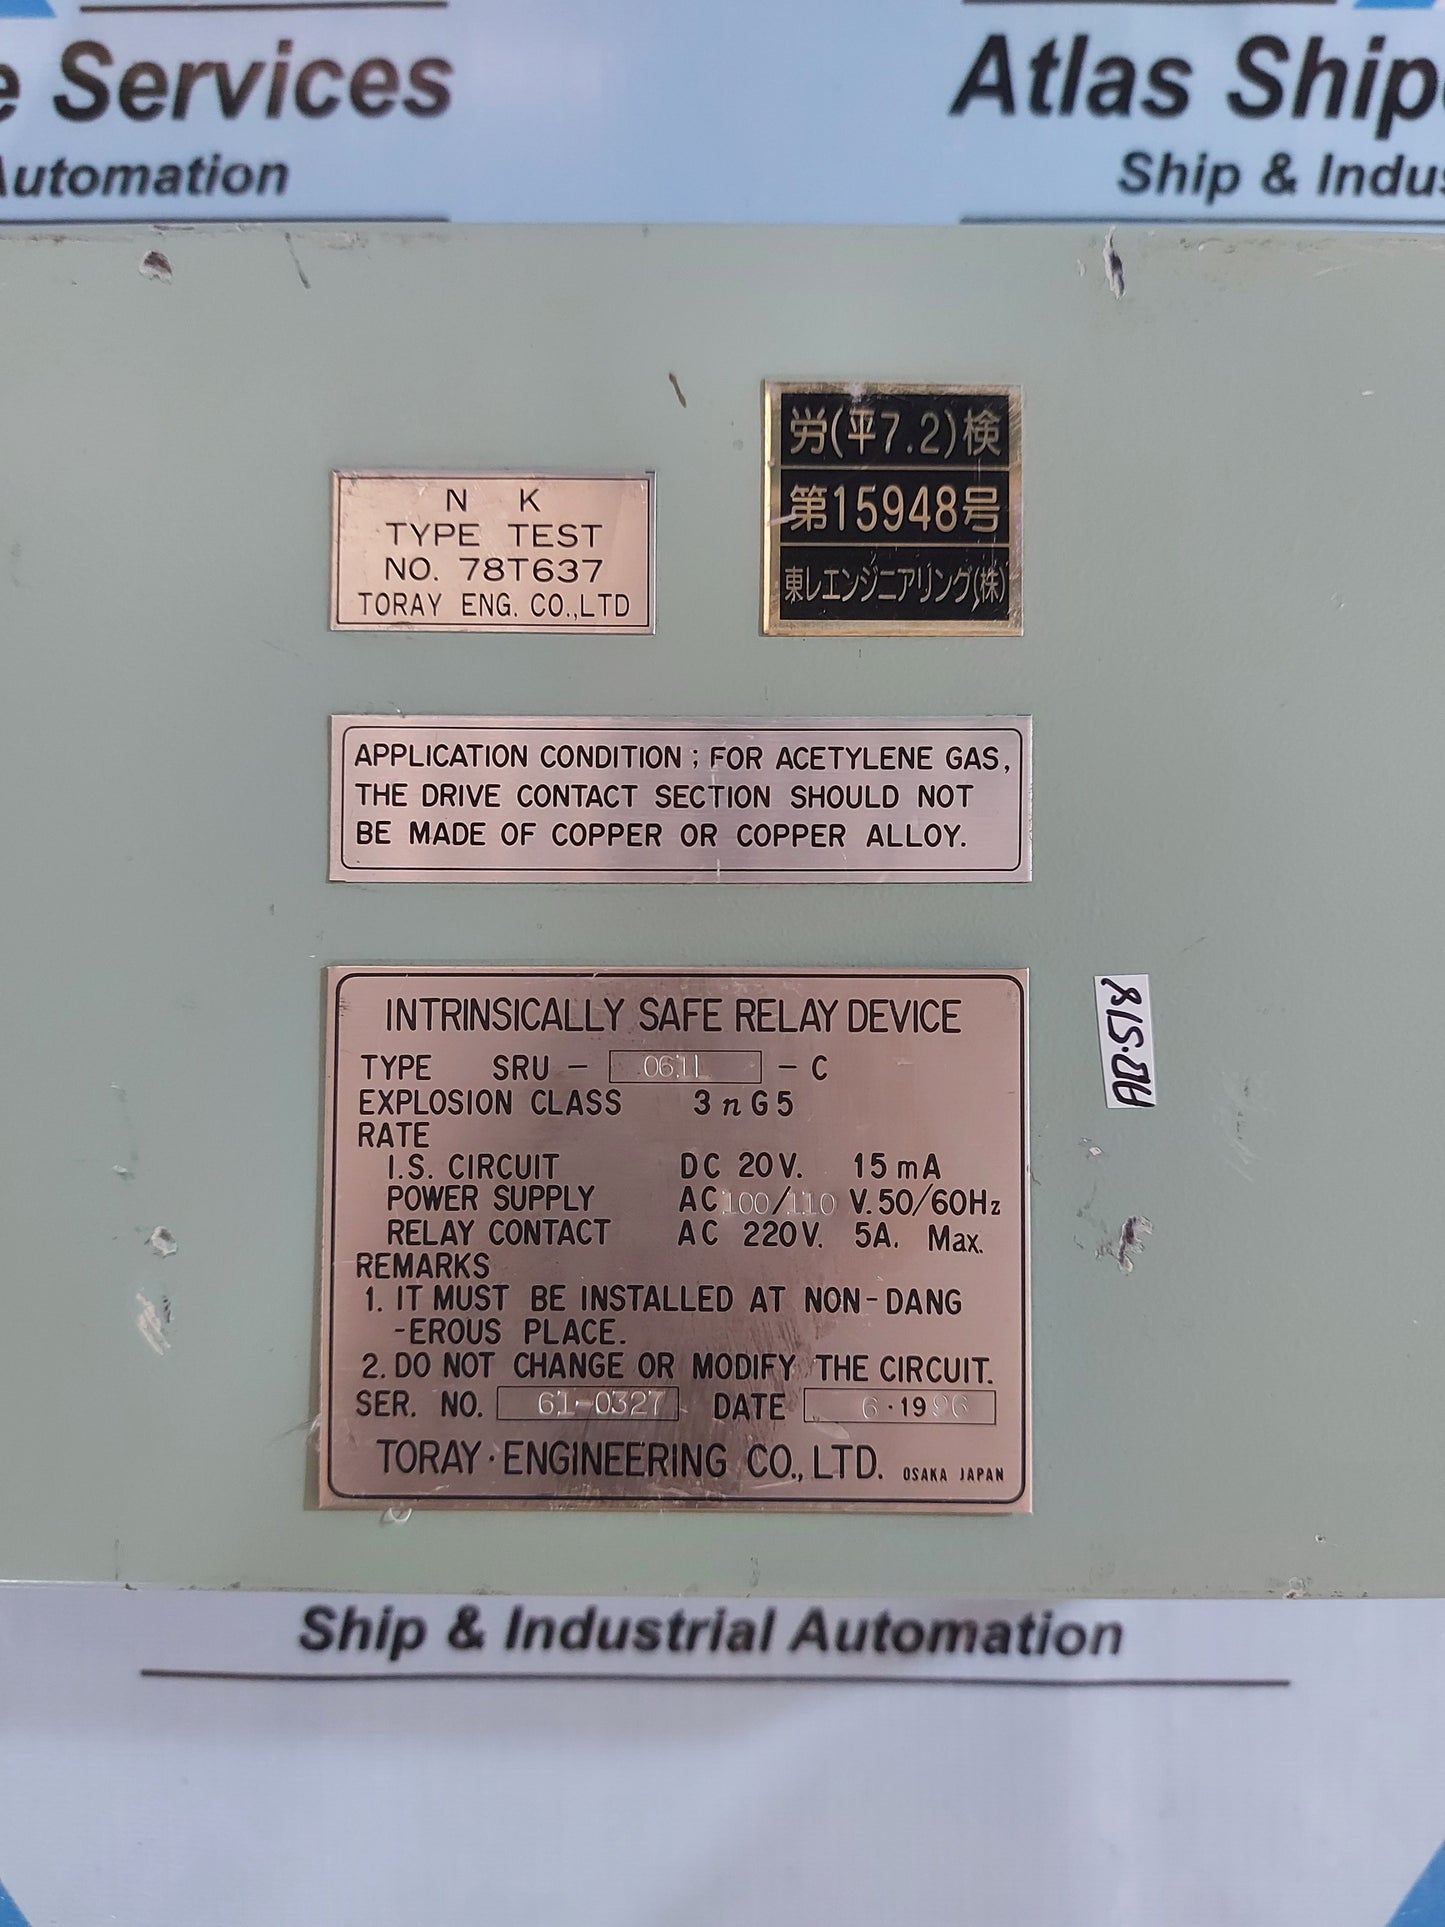 Services
Automation
Atlas Ship
Ship & Indus
N K
TYPE TEST
NO. 78T637
TORAY ENG. CO.,LTD
労(平7.2)検
第15948号
東レエンジニアリング(株)
APPLICATION CONDITION ; FOR ACETYLENE GAS,
THE DRIVE CONTACT SECTION SHOULD NOT
BE MADE OF COPPER OR COPPER ALLOY.
INTRINSICALLY SAFE RELAY DEVICE
TYPE SRU - 0611 - C
EXPLOSION CLASS 3nG5
RATE
I.S. CIRCUIT DC 20V. 15mA
POWER SUPPLY AC 100/110 V. 50/60Hz
RELAY CONTACT AC 220V. 5A. Max.
REMARKS
1. IT MUST BE INSTALLED AT NON-DANG
-EROUS PLACE.
2. DO NOT CHANGE OR MODIFY THE CIRCUIT.
SER. NO. 61-0327 DATE 6·1996
TORAY·ENGINEERING CO., LTD. OSAKA JAPAN
AB·518
Ship & Industrial Automation